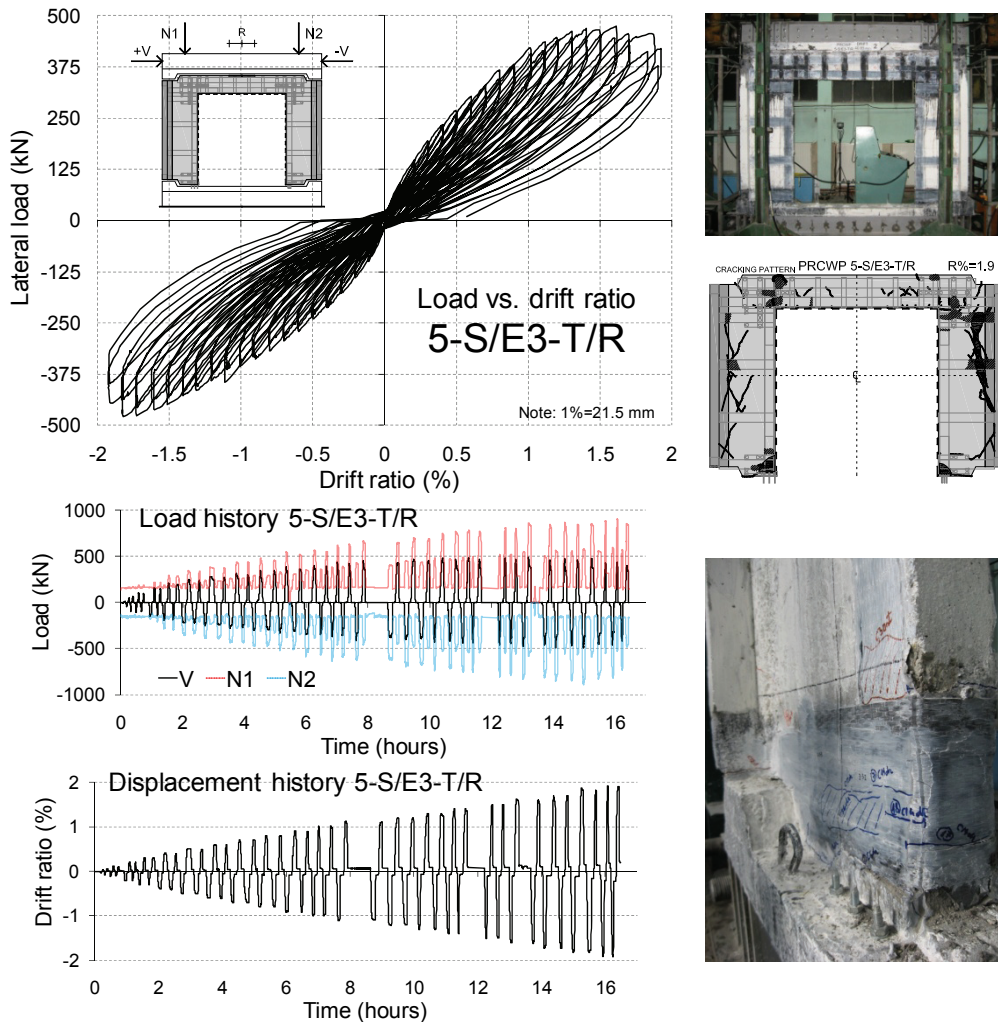 500
375
250
125
0
-125
-250
-375
-500
Lateral load (kN)
N1
N2
R
+V
-V
Load vs. drift ratio
5-S/E3-T/R
Note: 1%=21.5 mm
-2 -1.5 -1 -0.5 0 0.5 1 1.5 2
Drift ratio (%)
CRACKING PATTERN PRCWP 5-S/E3-T/R R%=1.9
Load history 5-S/E3-T/R
1000
500
0
-500
-1000
Load (kN)
V N1 N2
0 2 4 6 8 10 12 14 16
Time (hours)
Displacement history 5-S/E3-T/R
2
1
0
-1
-2
Drift ratio (%)
0 2 4 6 8 10 12 14 16
Time (hours)